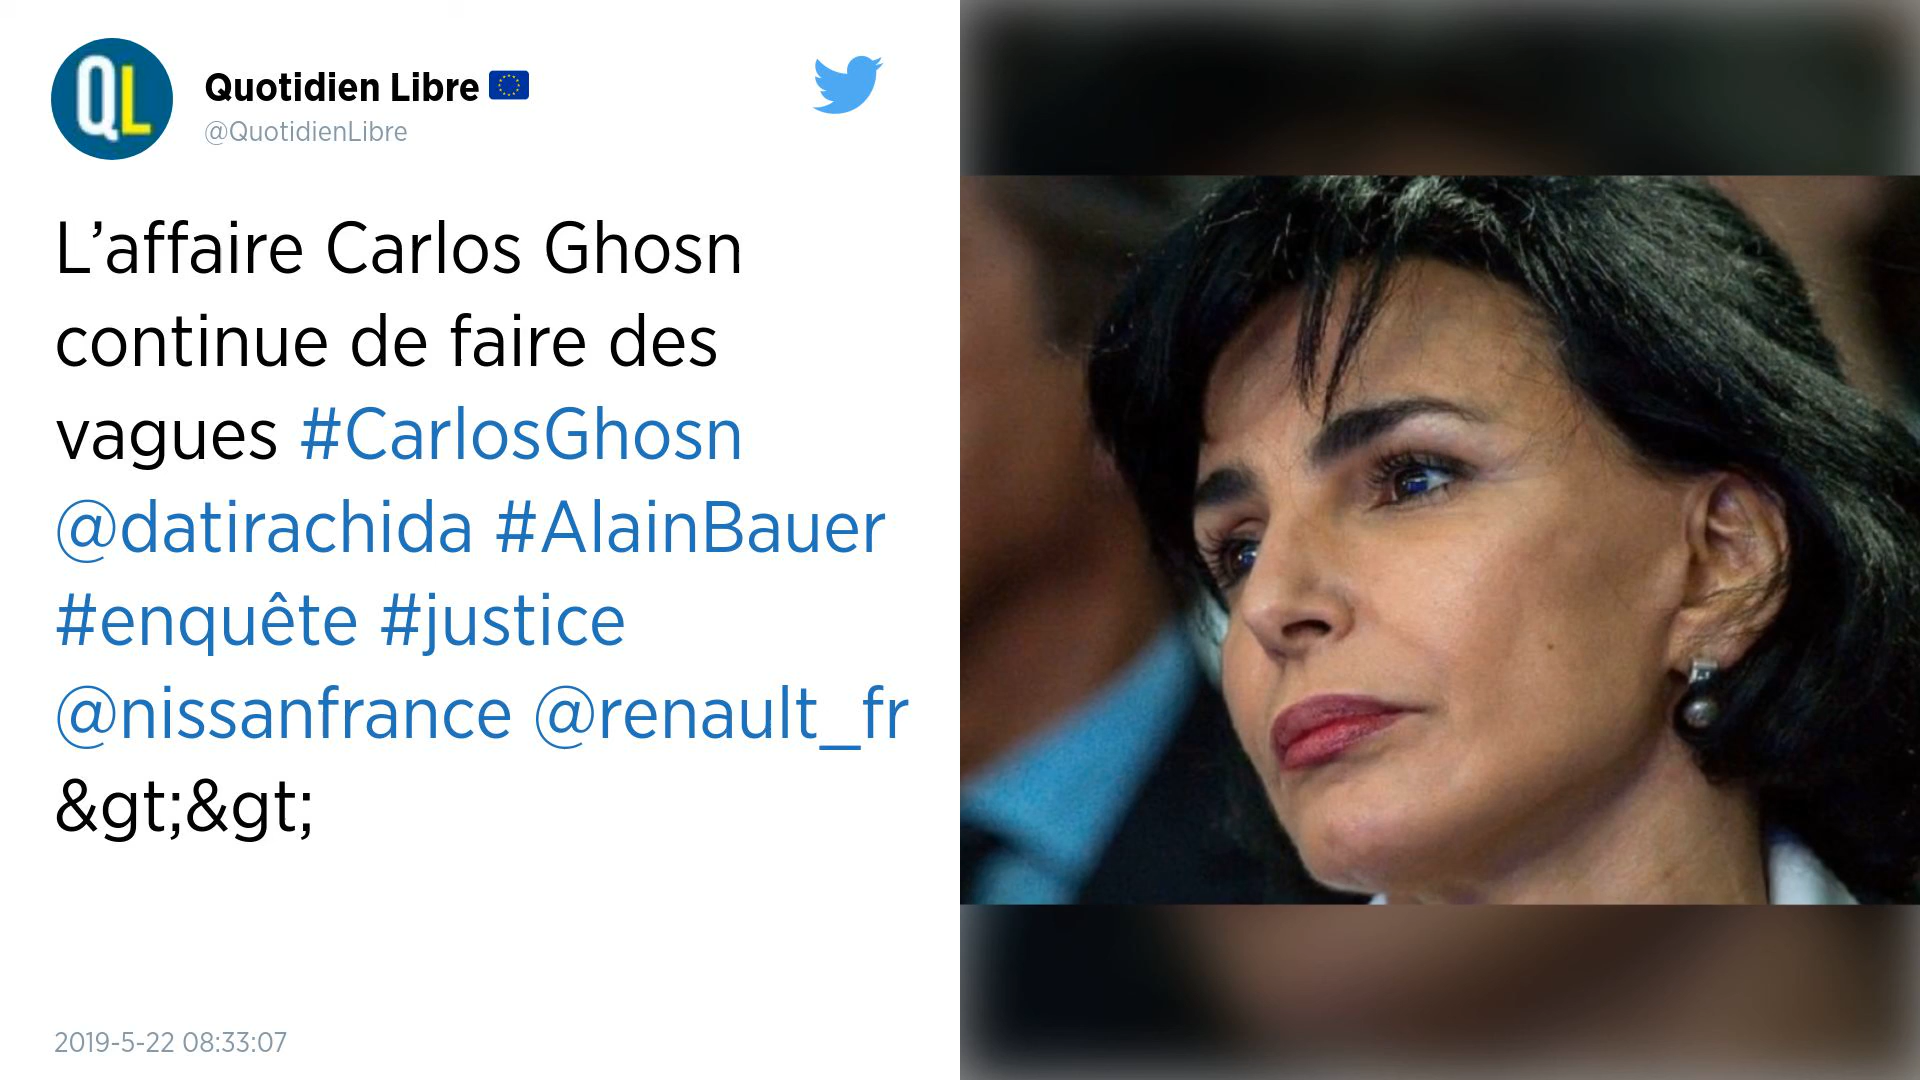 QL
Quotidien Libre 🇪🇺
@QuotidienLibre
L’affaire Carlos Ghosn
continue de faire des
vagues #CarlosGhosn
@datirachida #AlainBauer
#enquête #justice
@nissanfrance @renault_fr
&gt;&gt;
2019-5-22 08:33:07